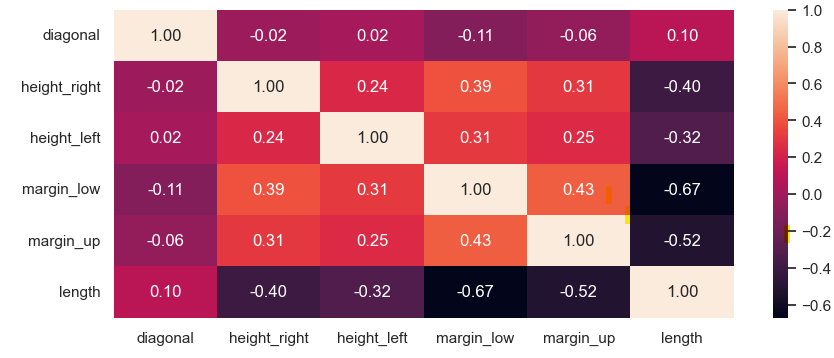 diagonal 1.00 -0.02 0.02 -0.11 -0.06 0.10
height_right -0.02 1.00 0.24 0.39 0.31 -0.40
height_left 0.02 0.24 1.00 0.31 0.25 -0.32
margin_low -0.11 0.39 0.31 1.00 0.43 -0.67
margin_up -0.06 0.31 0.25 0.43 1.00 -0.52
length 0.10 -0.40 -0.32 -0.67 -0.52 1.00
diagonal height_right height_left margin_low margin_up length
1.0
0.8
0.6
0.4
0.2
0.0
−0.2
−0.4
−0.6